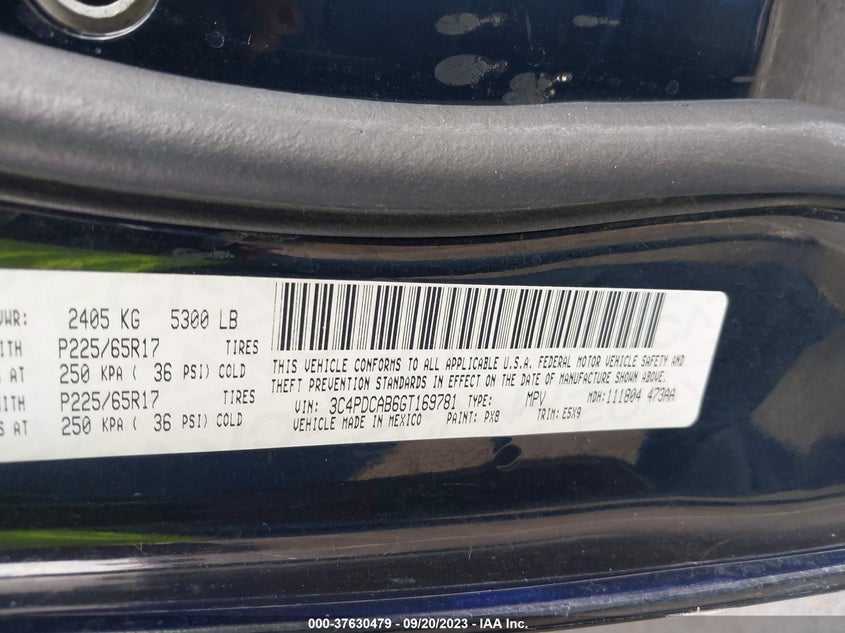 VWR: 2405 KG 5300 LB
ITH P225/65R17 TIRES
S AT 250 KPA ( 36 PSI) COLD
ITH P225/65R17 TIRES
S AT 250 KPA ( 36 PSI) COLD
THIS VEHICLE CONFORMS TO ALL APPLICABLE U.S.A. FEDERAL MOTOR VEHICLE SAFETY AND
THEFT PREVENTION STANDARDS IN EFFECT ON THE DATE OF MANUFACTURE SHOWN ABOVE.
VIN: 3C4PDCAB6GT169781 TYPE: MPV MDH: 111804 473AA
VEHICLE MADE IN MEXICO PAINT: PX8 TRIM: E5X9
000-37630479 - 09/20/2023 - IAA, Inc.